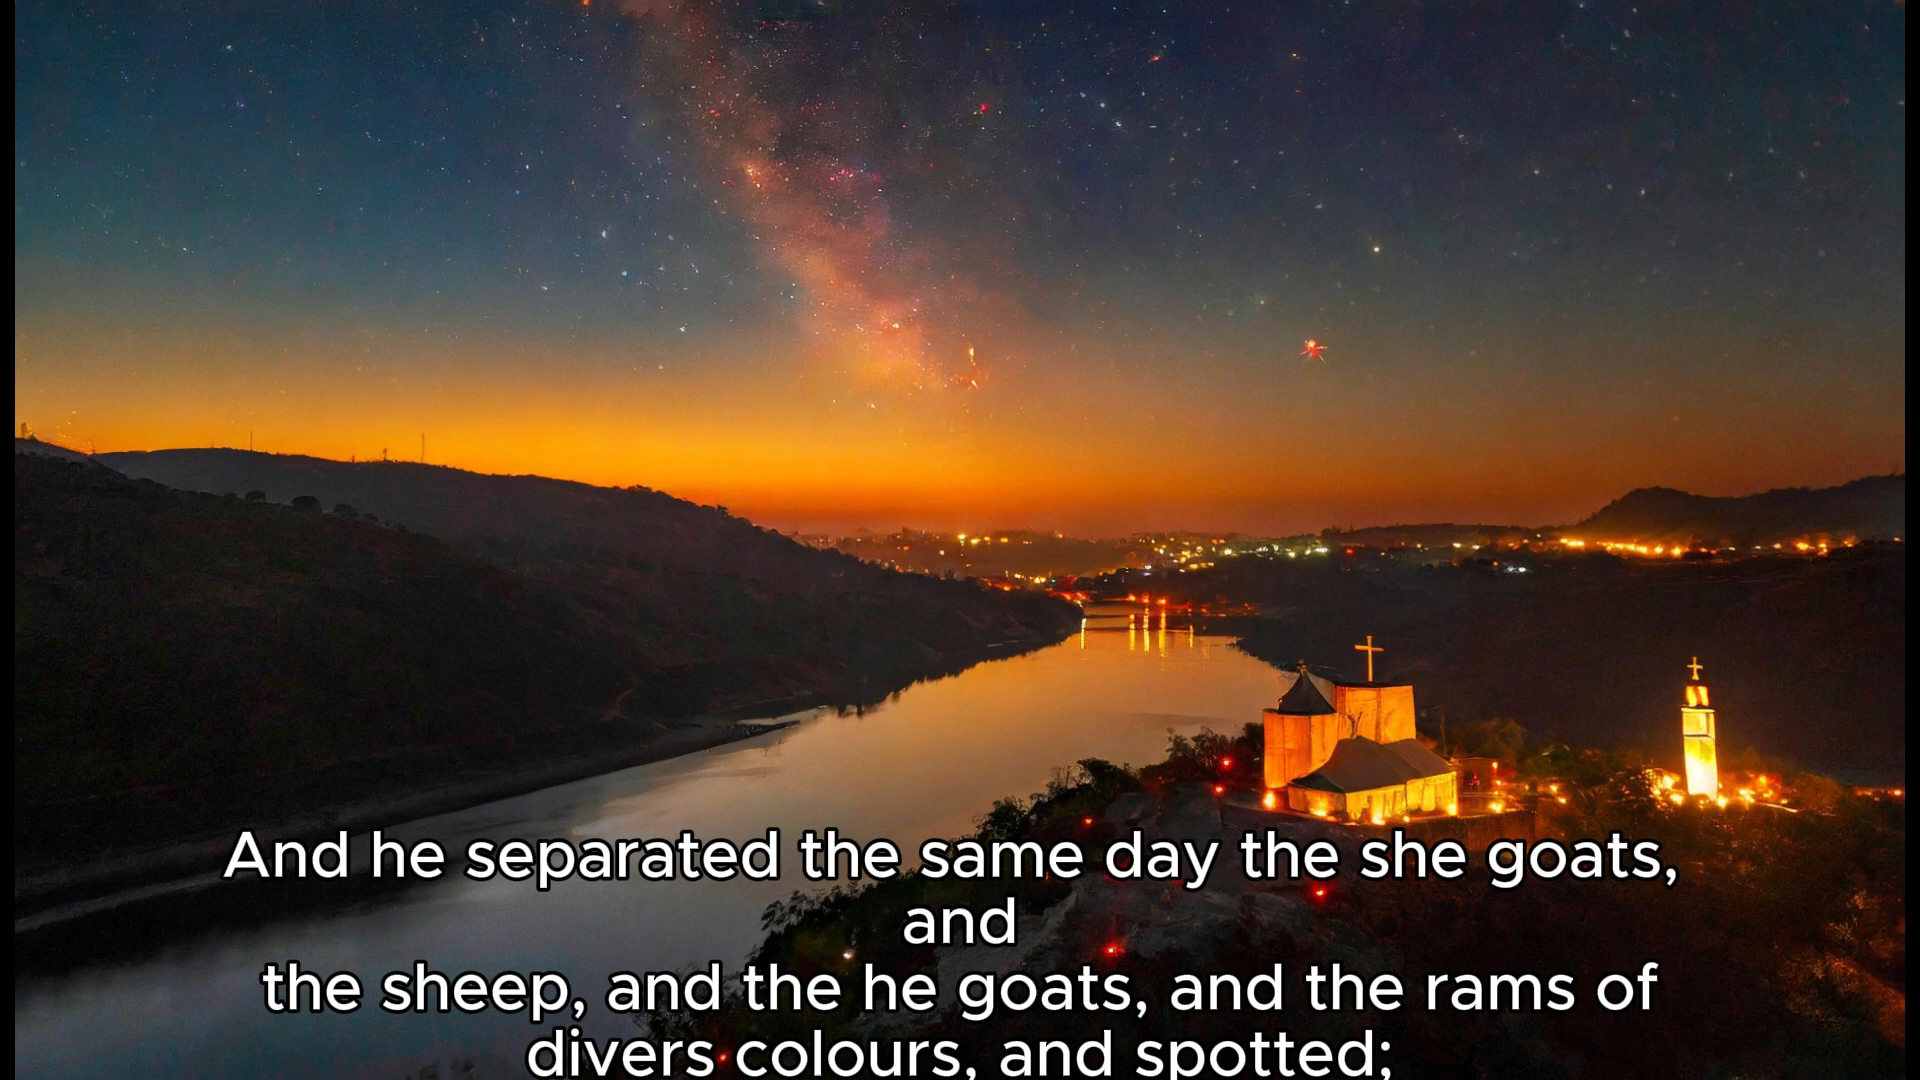 And he separated the same day the she goats,
and
the sheep, and the he goats, and the rams of
divers colours, and spotted;